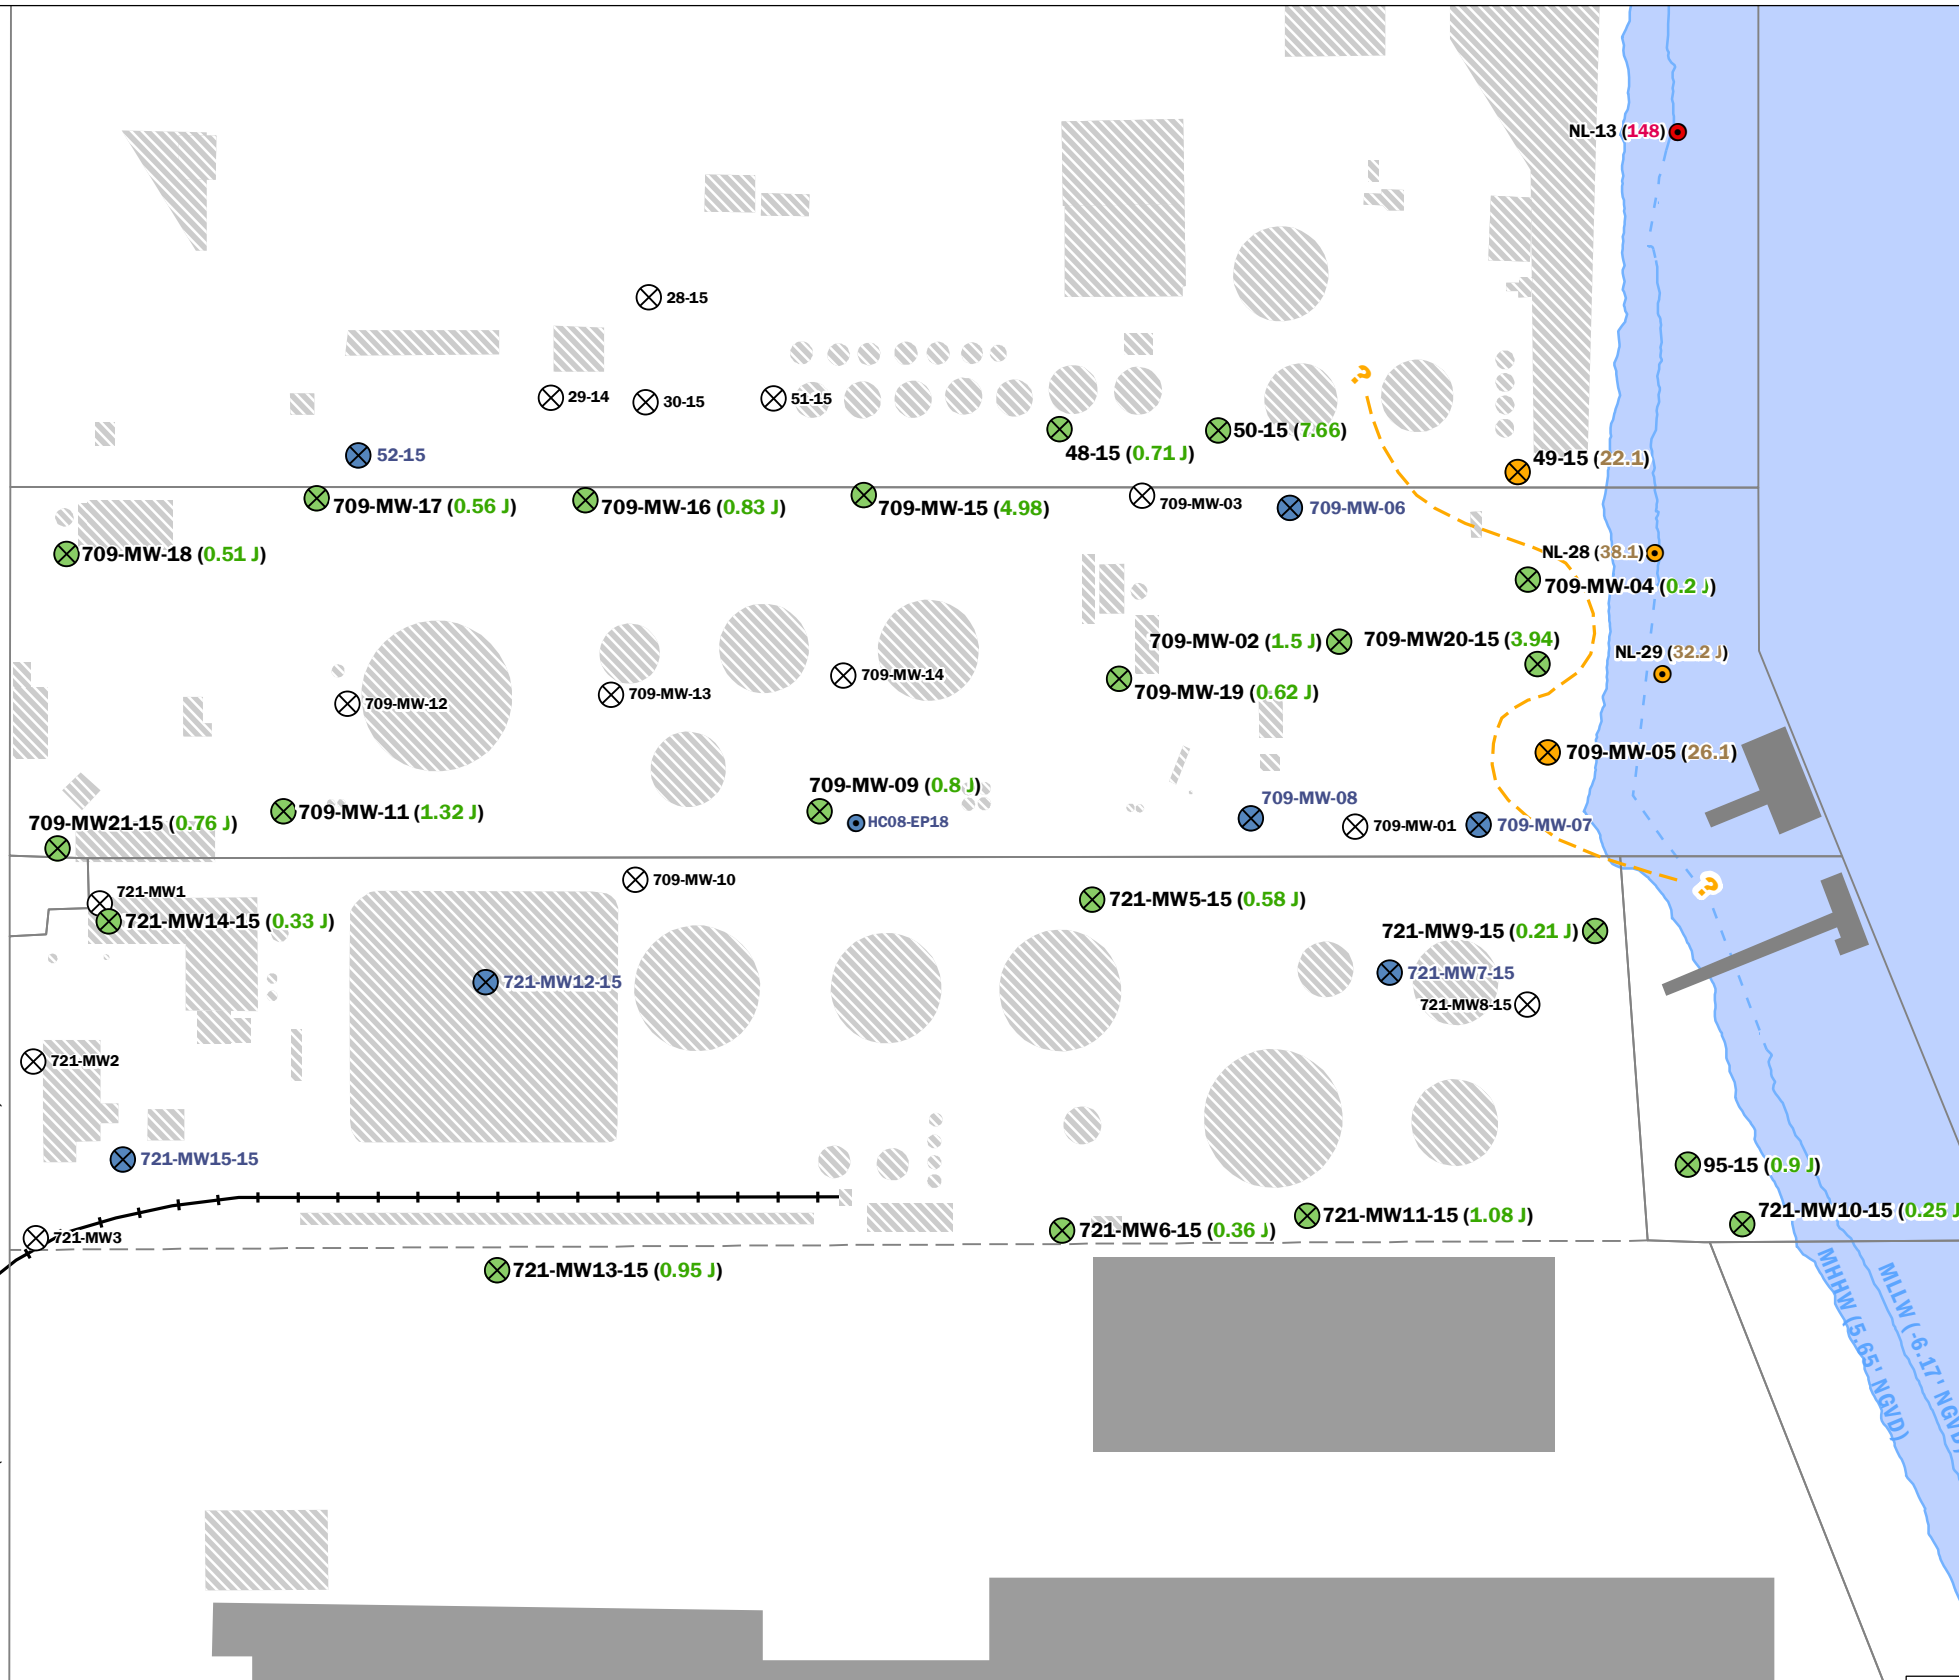 NL-13 (148)
28-15
29-14
30-15
51-15
48-15 (0.71 J)
50-15 (7.66)
?
49-15 (22.1)
52-15
709-MW-17 (0.56 J)
709-MW-16 (0.83 J)
709-MW-15 (4.98)
709-MW-03
709-MW-06
709-MW-18 (0.51 J)
NL-28 (38.1)
709-MW-04 (0.2 J)
709-MW-02 (1.5 J)
709-MW20-15 (3.94)
NL-29 (32.2 J)
709-MW-14
709-MW-13
709-MW-12
709-MW-19 (0.62 J)
709-MW-05 (26.1)
709-MW-09 (0.8 J)
709-MW-08
709-MW-11 (1.32 J)
709-MW21-15 (0.76 J)
HC08-EP18
709-MW-01
709-MW-07
709-MW-10
?
721-MW1
721-MW14-15 (0.33 J)
721-MW5-15 (0.58 J)
721-MW9-15 (0.21 J)
721-MW12-15
721-MW7-15
721-MW8-15
721-MW2
721-MW15-15
95-15 (0.9 J)
721-MW10-15 (0.25 J
721-MW11-15 (1.08 J)
721-MW6-15 (0.36 J)
721-MW3
721-MW13-15 (0.95 J)
MHHW (5.65' NGVD)
MLLW (-6.17' NGVD)